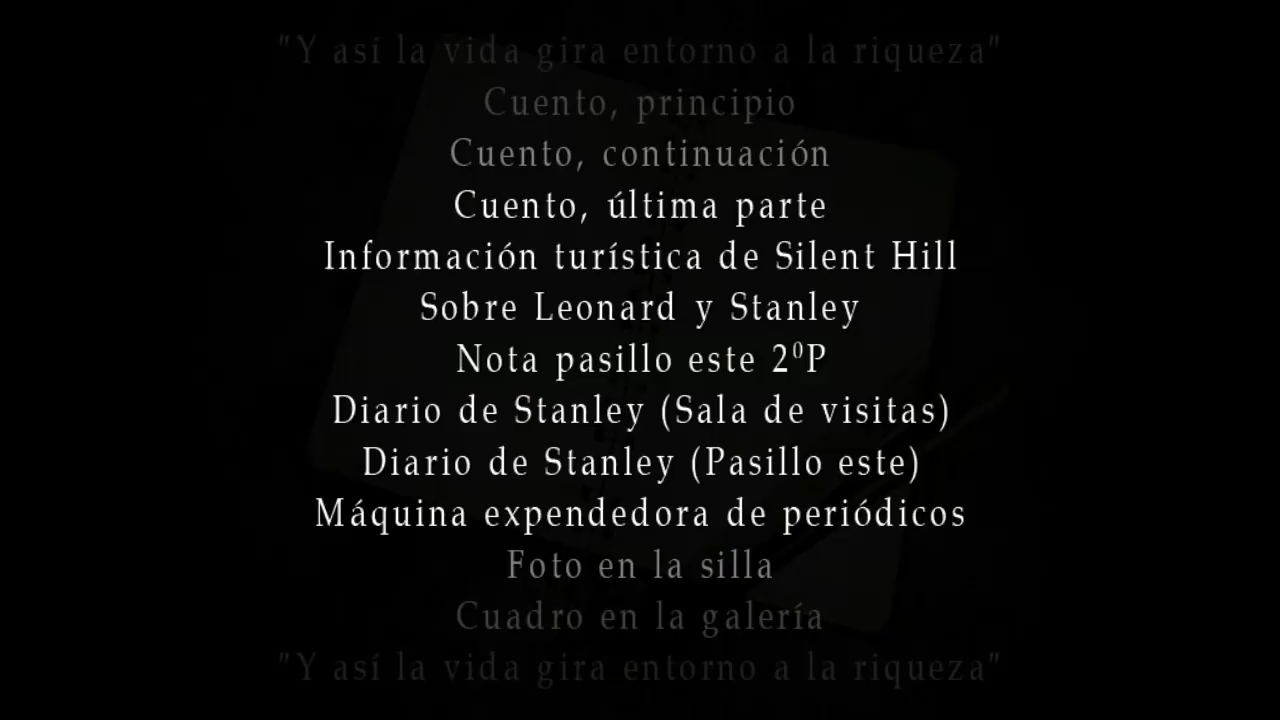 "Y así la vida gira entorno a la riqueza"
Cuento, principio
Cuento, continuación
Cuento, última parte
Información turística de Silent Hill
Sobre Leonard y Stanley
Nota pasillo este 2ºP
Diario de Stanley (Sala de visitas)
Diario de Stanley (Pasillo este)
Máquina expendedora de periódicos
Foto en la silla
Cuadro en la galería
"Y así la vida gira entorno a la riqueza"